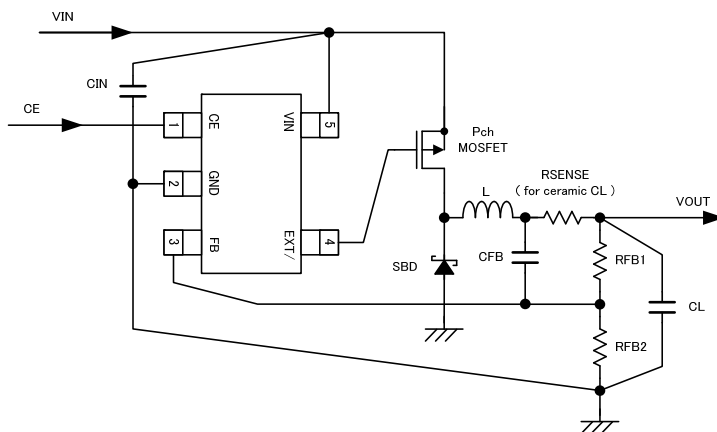 VIN
CIN
CE
1
CE
VIN
5
2
GND
3
FB
EXT/
4
Pch
MOSFET
RSENSE
( for ceramic CL )
L
VOUT
SBD
CFB
RFB1
CL
RFB2